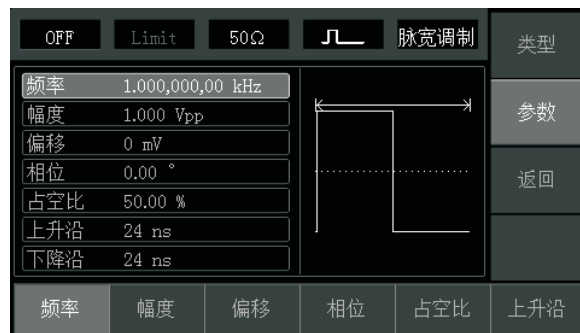 OFF Limit 50Ω 脉宽调制 类型
频率 1.000,000,00 kHz
幅度 1.000 Vpp 参数
偏移 0 mV
相位 0.00 ° 返回
占空比 50.00 %
上升沿 24 ns
下降沿 24 ns
频率 幅度 偏移 相位 占空比 上升沿